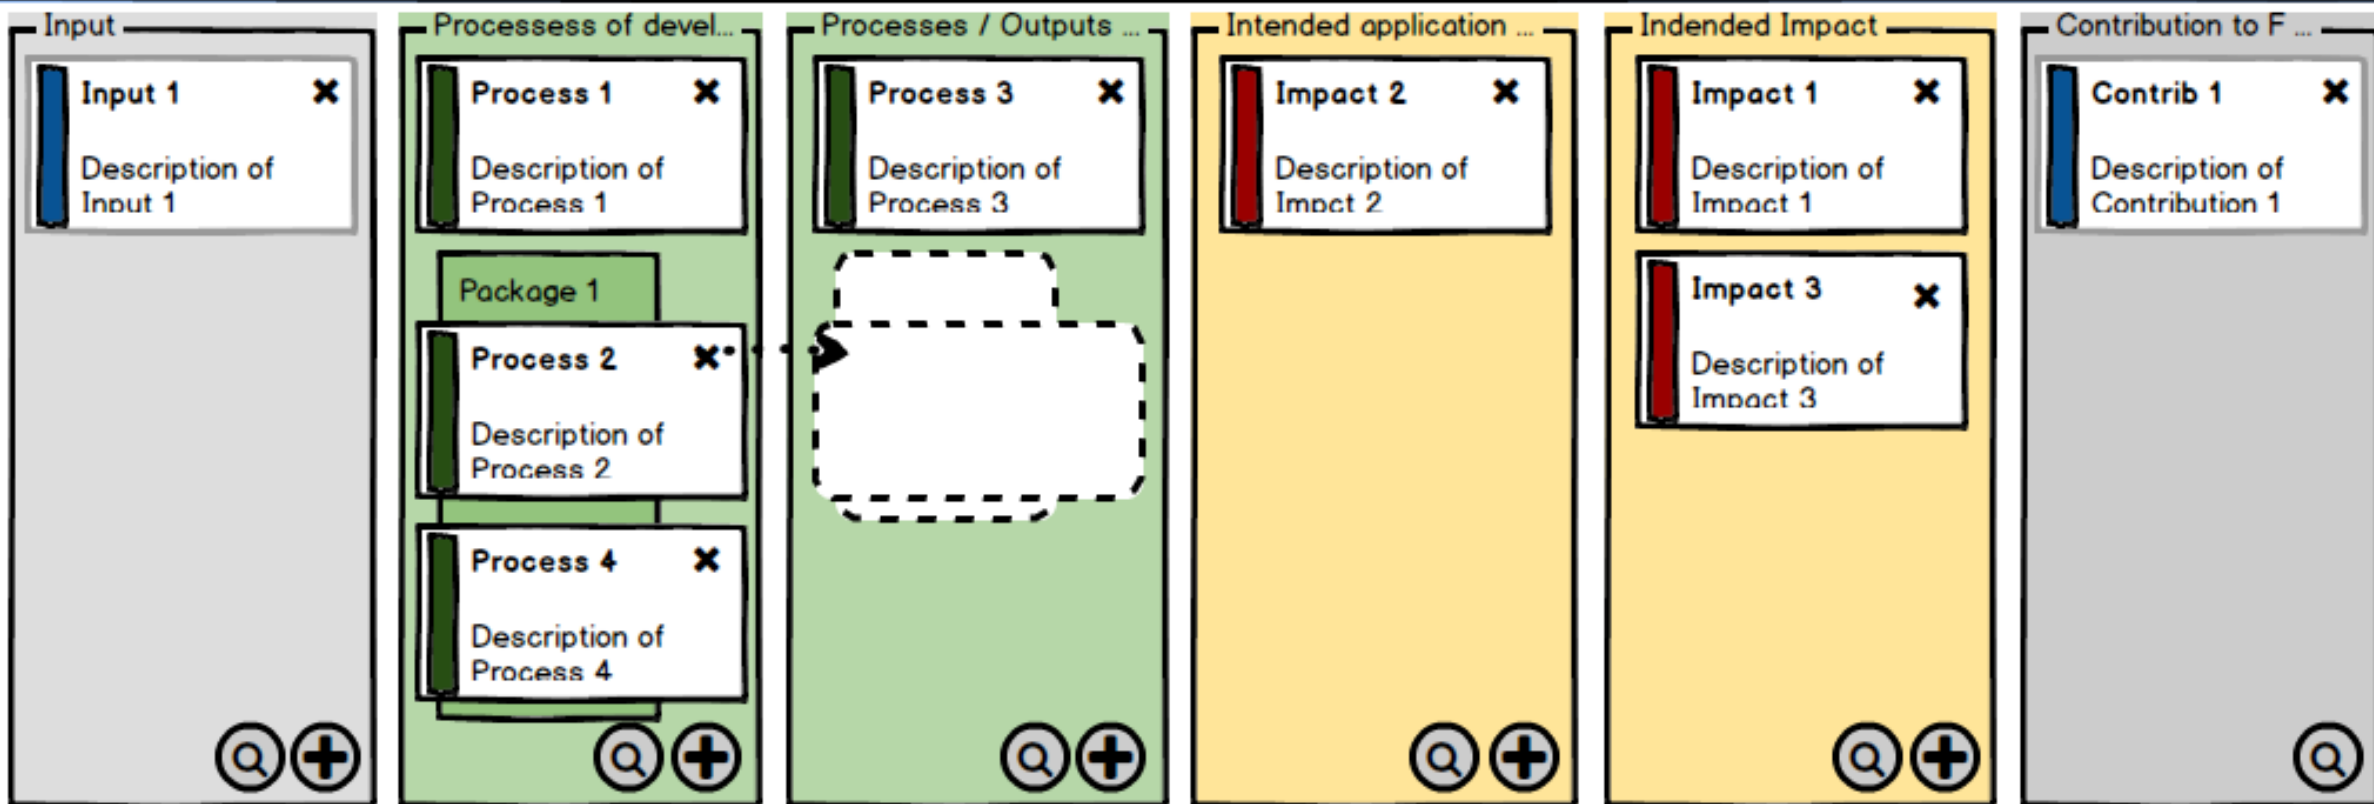 Input
Input 1
Description of
Input 1
Processess of devel...
Process 1
Description of
Process 1
Package 1
Process 2
Description of
Process 2
Process 4
Description of
Process 4
Processes / Outputs ...
Process 3
Description of
Process 3
Intended application ...
Impact 2
Description of
Impct 2
Indended Impact
Impact 1
Description of
Impact 1
Impact 3
Description of
Impact 3
Contribution to F ...
Contrib 1
Description of
Contribution 1